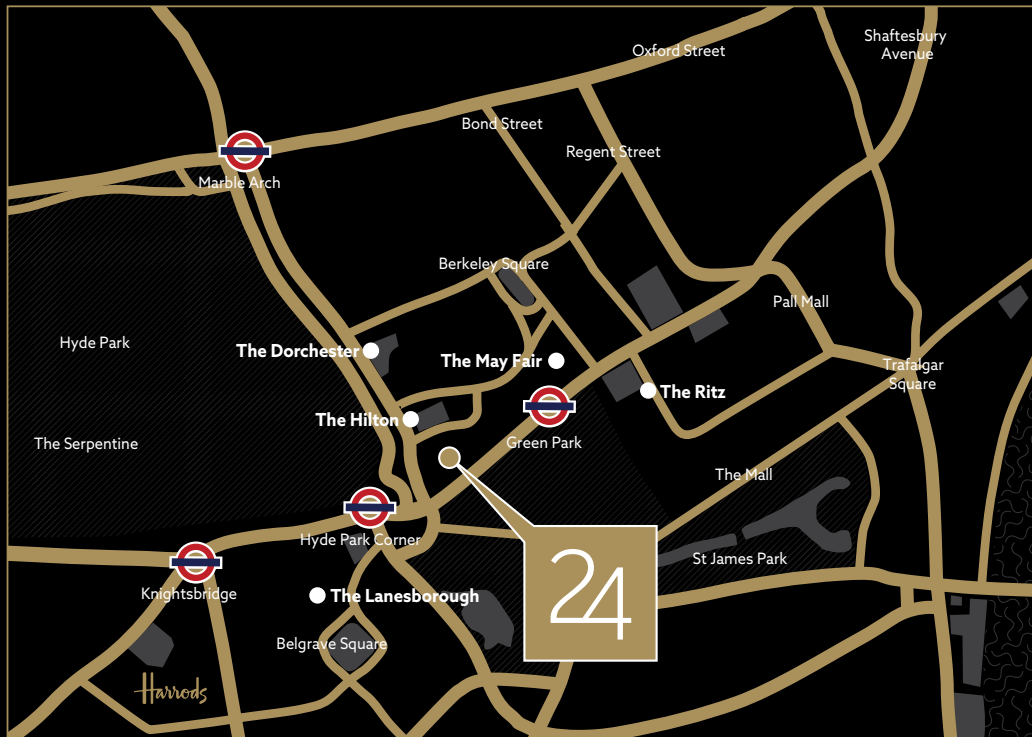 Shaftesbury
Avenue
Oxford Street
Bond Street
Regent Street
Marble Arch
Berkeley Square
Pall Mall
Hyde Park
The Dorchester
The May Fair
Trafalgar
Square
The Ritz
The Hilton
Green Park
The Serpentine
The Mall
Hyde Park Corner
St James Park
Knightsbridge
The Lanesborough
24
Belgrave Square
Harrods